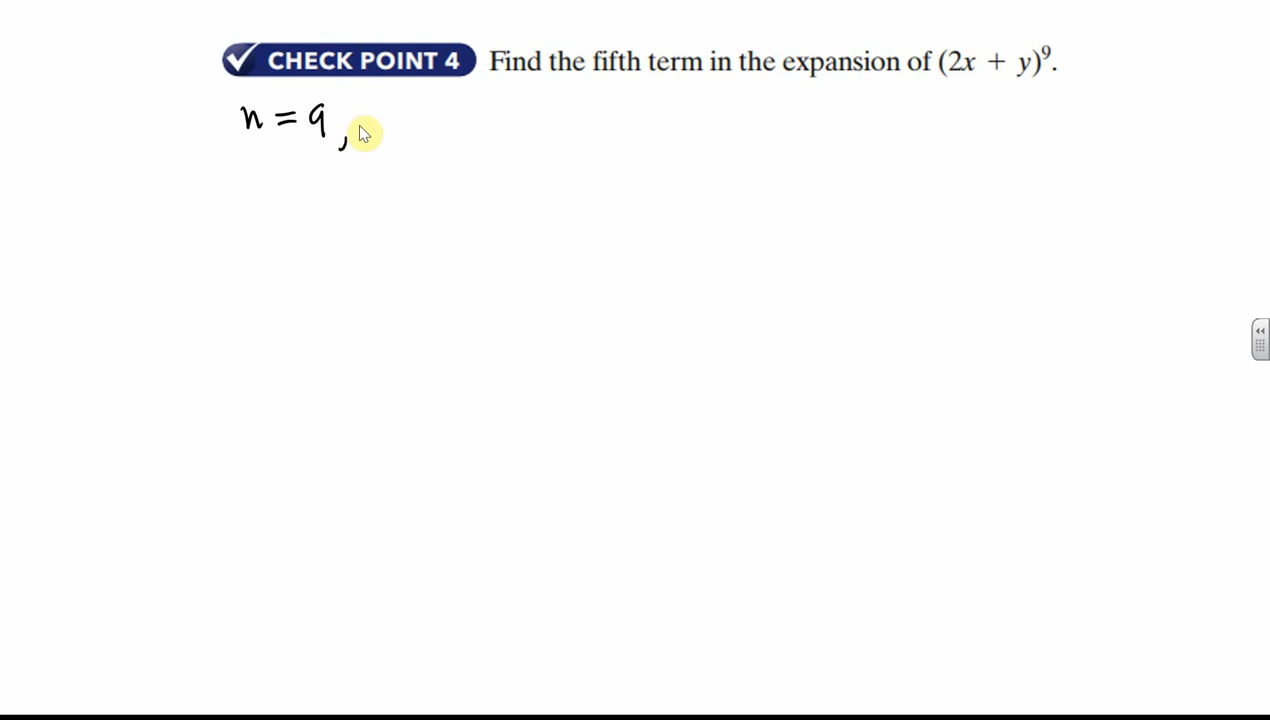 CHECK POINT 4 Find the fifth term in the expansion of (2x + y)⁹.
n = 9,